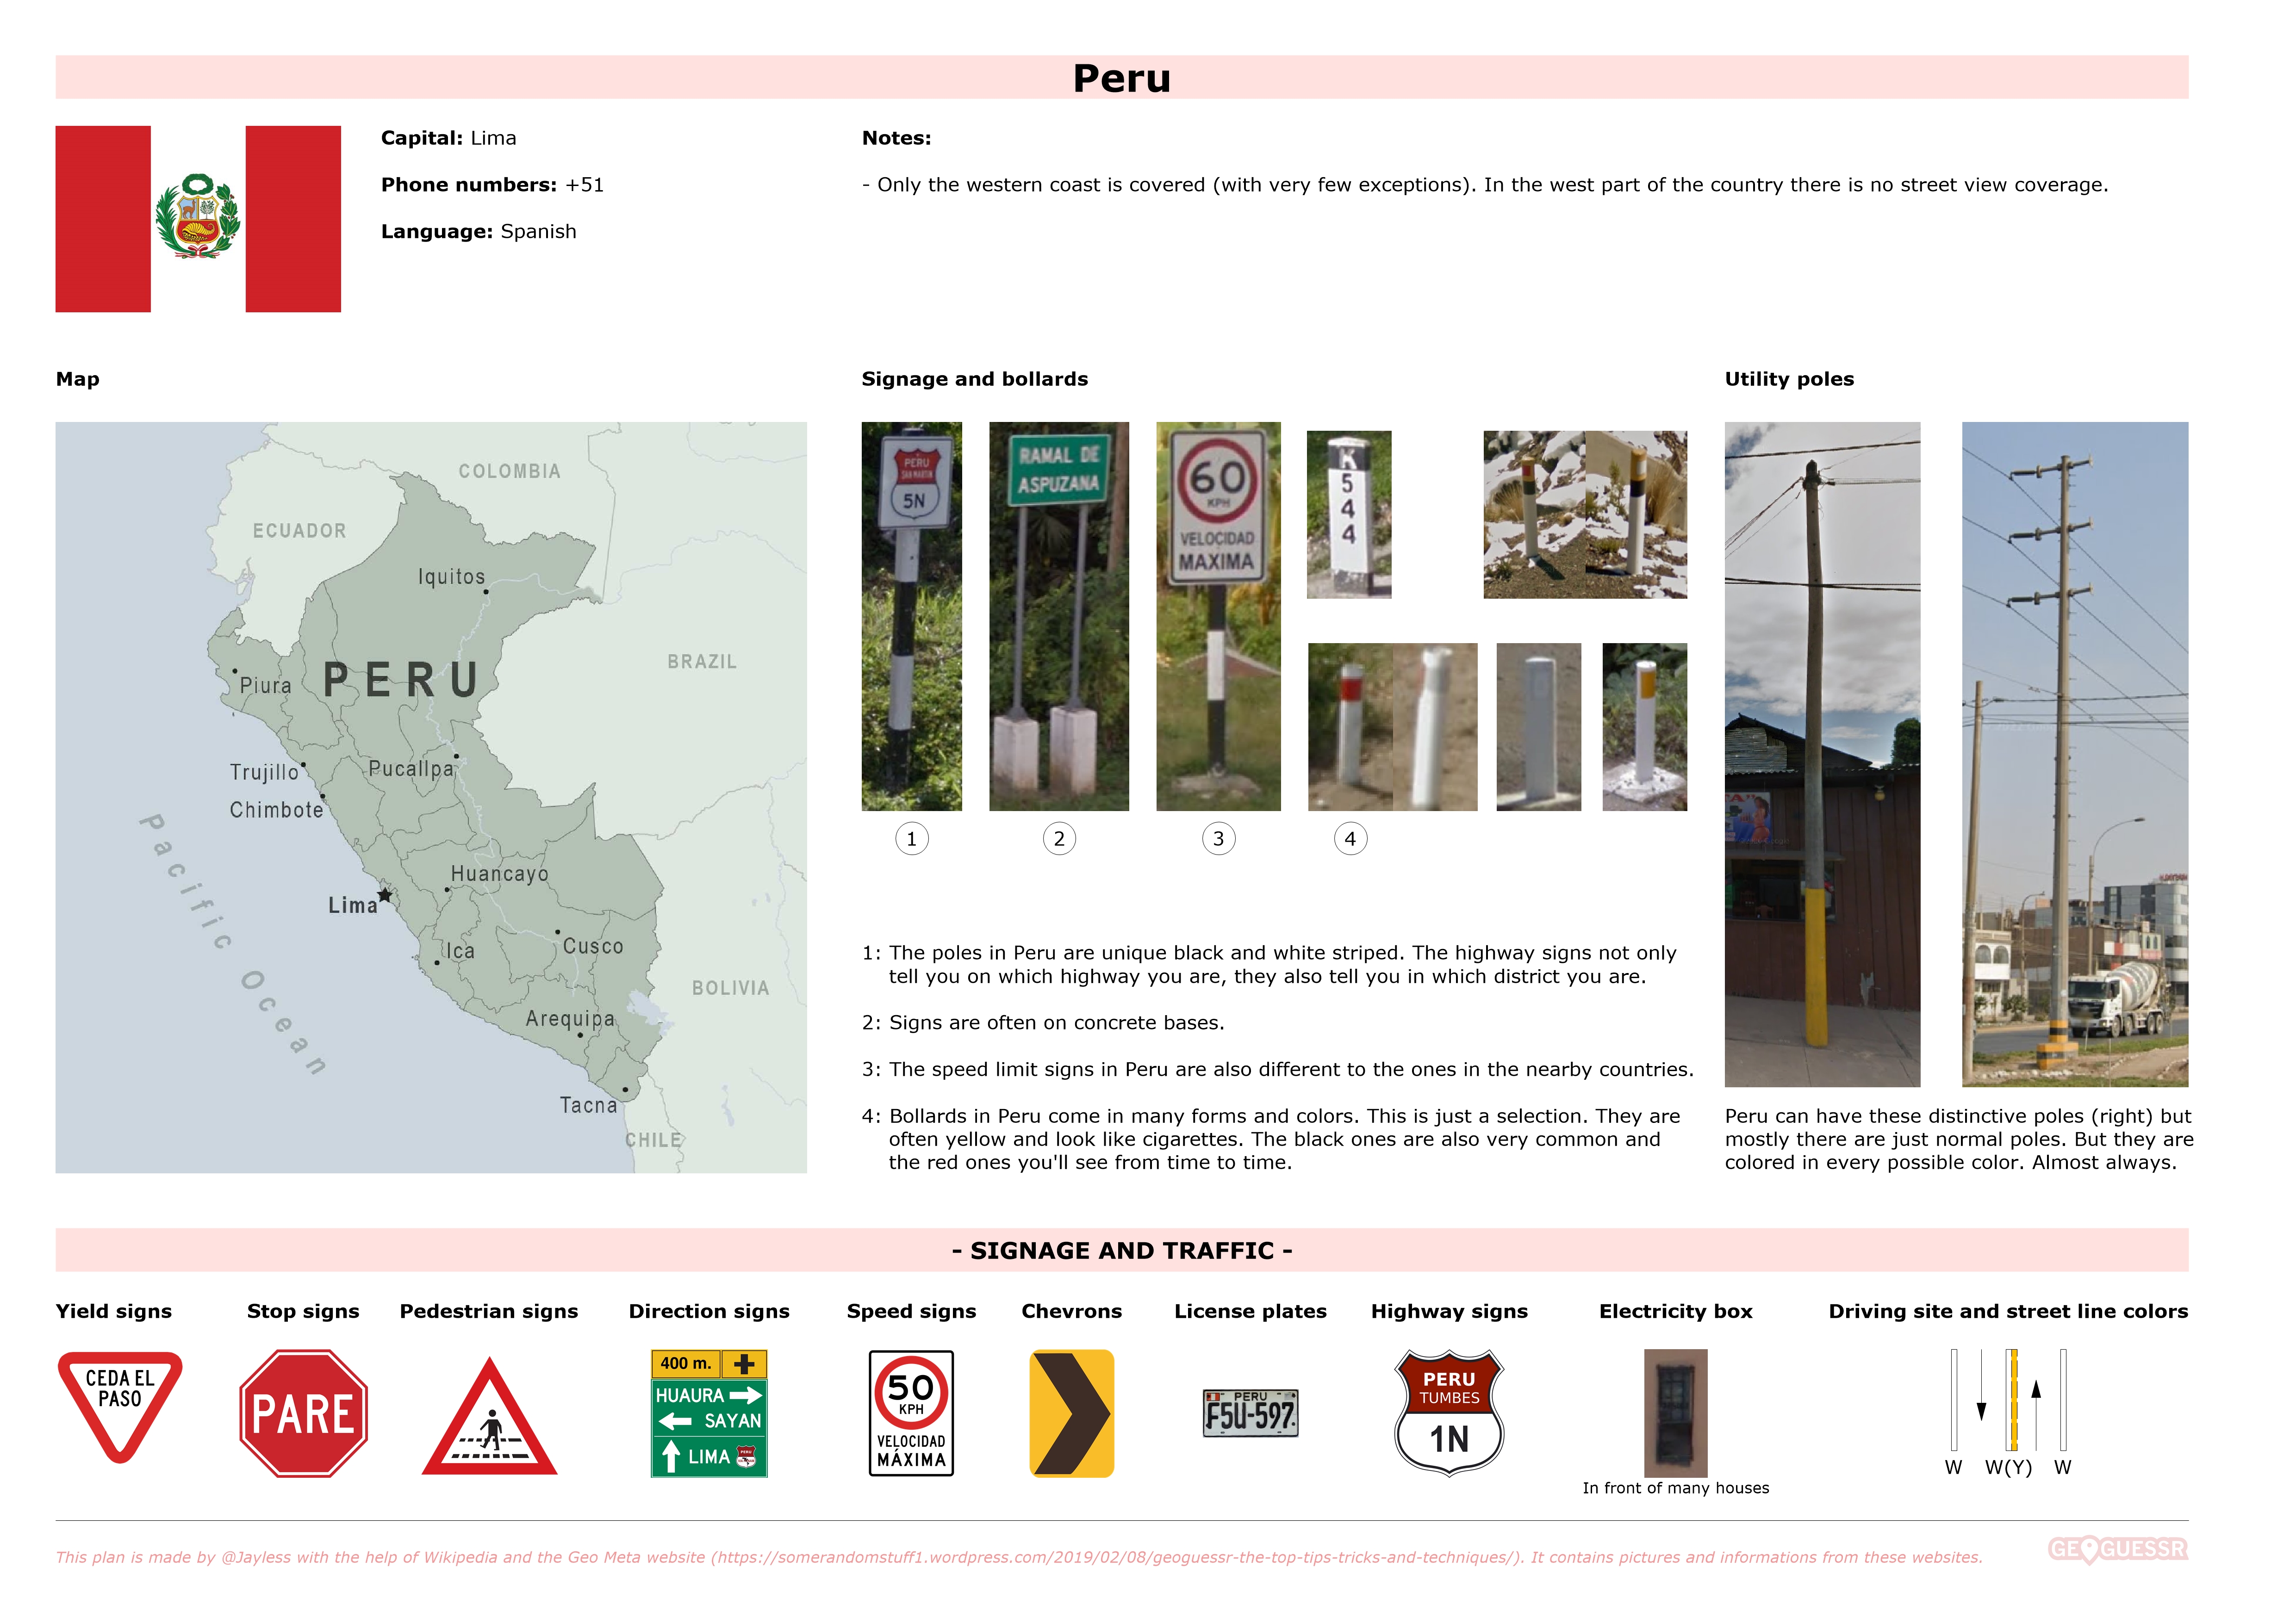 Peru
Capital: Lima
Phone numbers: +51
Language: Spanish
Notes:
- Only the western coast is covered (with very few exceptions). In the west part of the country there is no street view coverage.
Map
COLOMBIA
ECUADOR
Iquitos
BRAZIL
PERU
Piura
Trujillo
Pucallpa
Chimbote
Pacific Ocean
Huancayo
Lima
Ica
Cusco
BOLIVIA
Arequipa
Tacna
CHILE
Signage and bollards
PERU
SAN MARTIN
5N
RAMAL DE
ASPUZANA
60
KPH
VELOCIDAD
MAXIMA
K
5
4
4
1
2
3
4
1: The poles in Peru are unique black and white striped. The highway signs not only
tell you on which highway you are, they also tell you in which district you are.
2: Signs are often on concrete bases.
3: The speed limit signs in Peru are also different to the ones in the nearby countries.
4: Bollards in Peru come in many forms and colors. This is just a selection. They are
often yellow and look like cigarettes. The black ones are also very common and
the red ones you'll see from time to time.
Utility poles
Peru can have these distinctive poles (right) but
mostly there are just normal poles. But they are
colored in every possible color. Almost always.
- SIGNAGE AND TRAFFIC -
Yield signs
CEDA EL
PASO
Stop signs
PARE
Pedestrian signs
Direction signs
400 m.
HUAURA
SAYAN
LIMA
Speed signs
50
KPH
VELOCIDAD
MÁXIMA
Chevrons
License plates
PERU
F5U-597
Highway signs
PERU
TUMBES
1N
Electricity box
In front of many houses
Driving site and street line colors
W W(Y) W
This plan is made by @Jayless with the help of Wikipedia and the Geo Meta website (https://somerandomstuff1.wordpress.com/2019/02/08/geoguessr-the-top-tips-tricks-and-techniques/). It contains pictures and informations from these websites.
GEOGUESSR